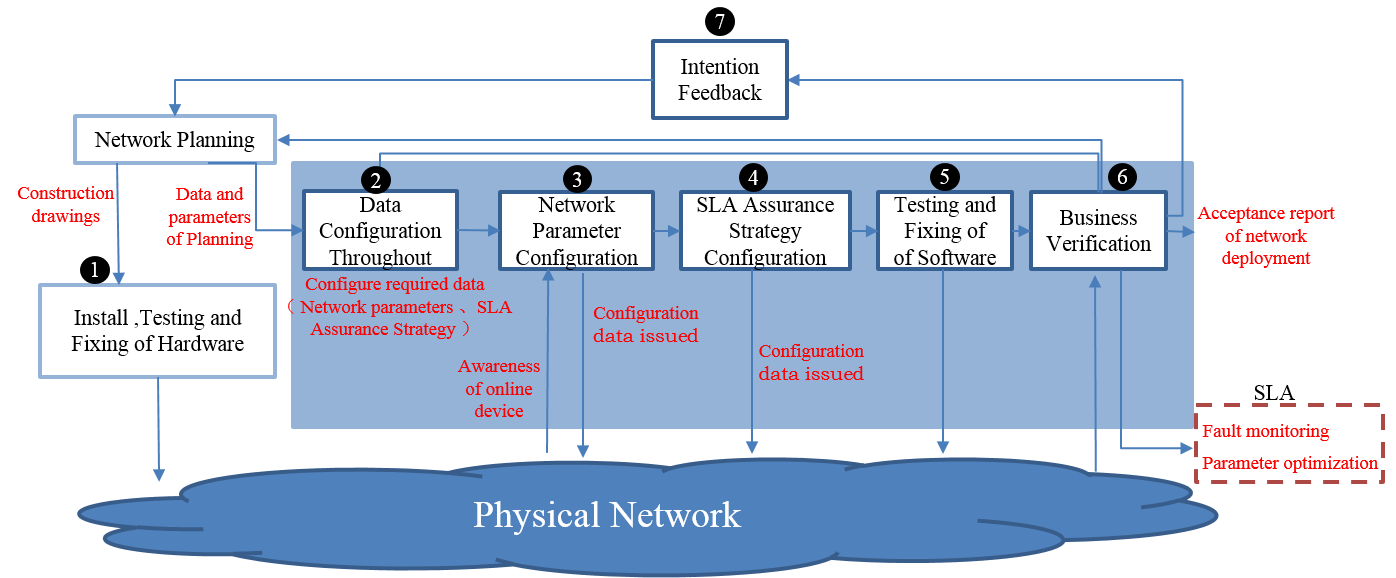 7
Intention
Feedback
Network Planning
Construction
drawings
Data and
parameters
of Planning
2
Data
Configuration
Throughout
3
Network
Parameter
Configuration
4
SLA Assurance
Strategy
Configuration
5
Testing and
Fixing of
of Software
6
Business
Verification
Acceptance report
of network
deployment
1
Install ,Testing and
Fixing of Hardware
Configure required data
（ Network parameters 、SLA
Assurance Strategy ）
Awareness
of online
device
Configuration
data issued
Configuration
data issued
SLA
Fault monitoring
Parameter optimization
Physical Network